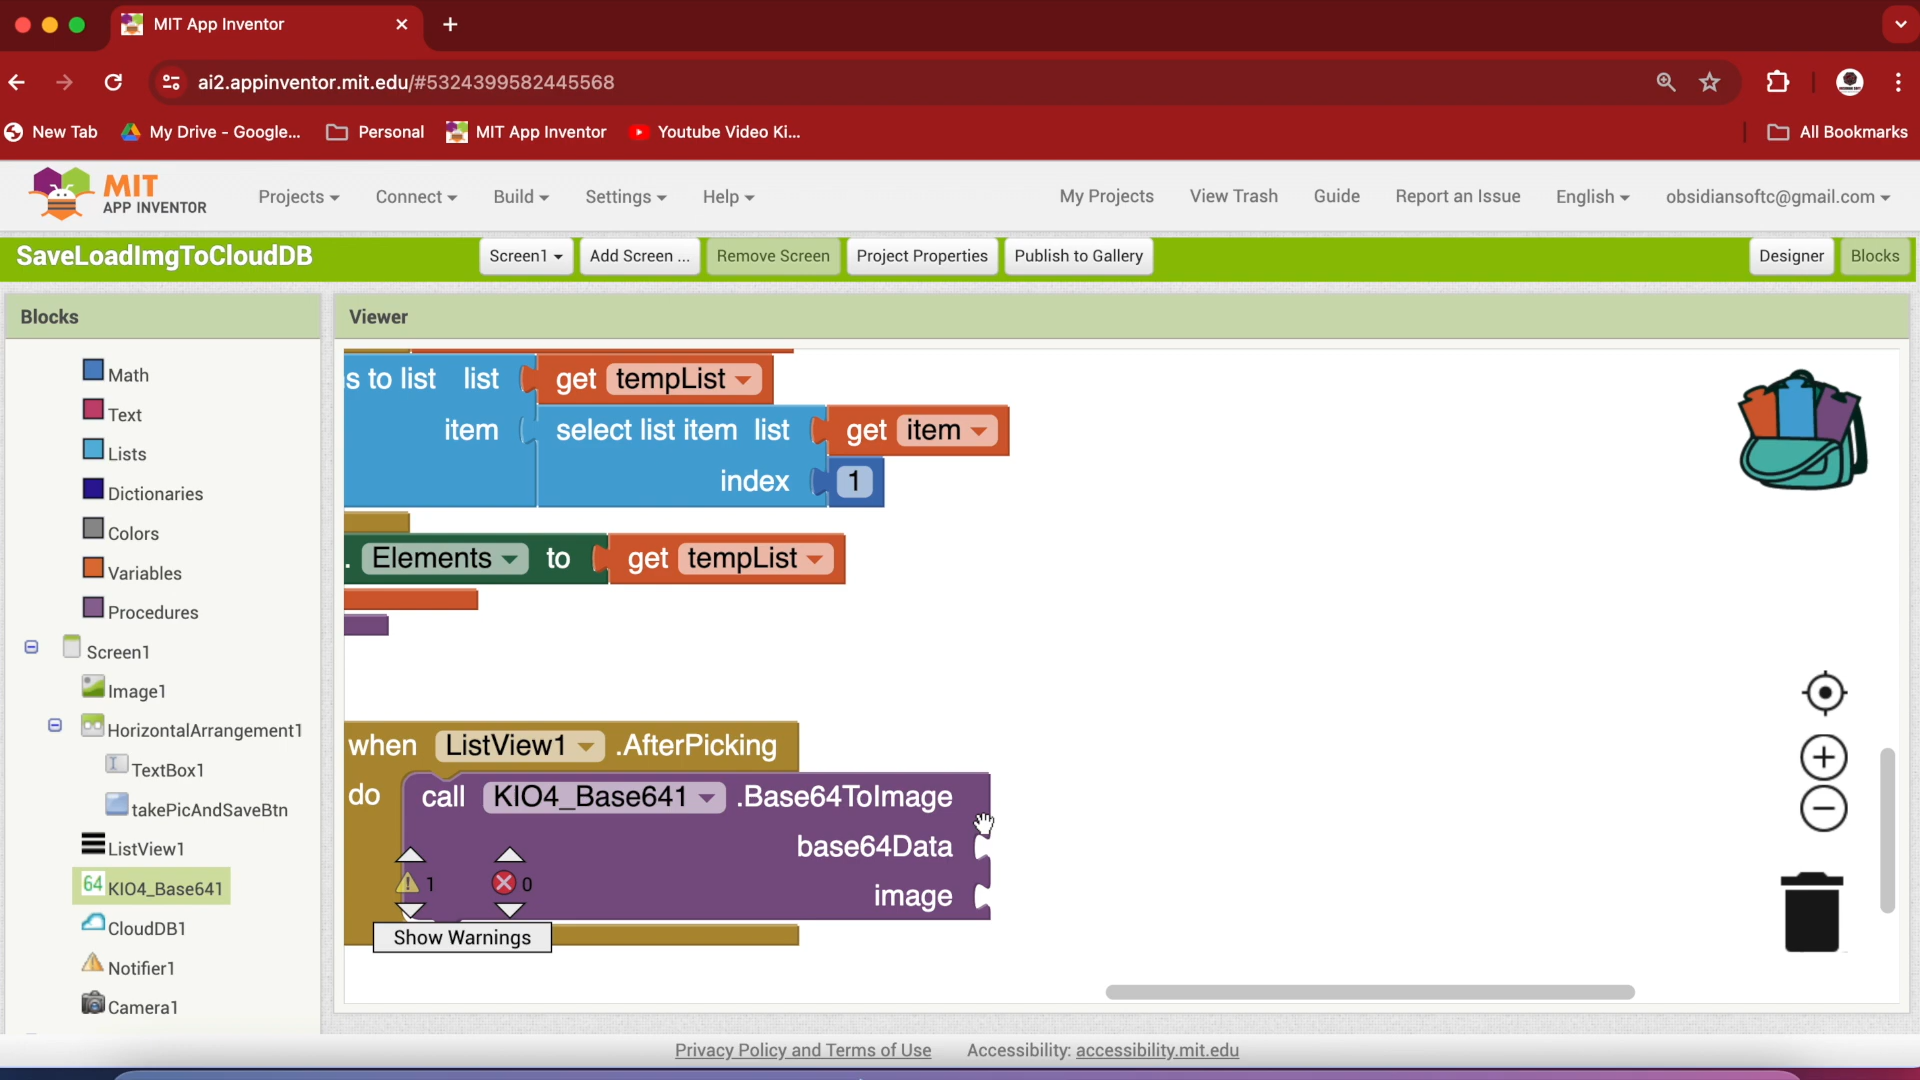 MIT App Inventor
ai2.appinventor.mit.edu/#5324399582445568
New Tab My Drive - Google... Personal MIT App Inventor Youtube Video Ki... All Bookmarks
MIT
APP INVENTOR
Projects Connect Build Settings Help My Projects View Trash Guide Report an Issue English obsidiansoftc@gmail.com
SaveLoadImgToCloudDB Screen1 Add Screen ... Remove Screen Project Properties Publish to Gallery Designer Blocks
Blocks
Math
Text
Lists
Dictionaries
Colors
Variables
Procedures
Screen1
Image1
HorizontalArrangement1
TextBox1
takePicAndSaveBtn
ListView1
64 KIO4_Base641
CloudDB1
Notifier1
Camera1
Viewer
s to list list get tempList
item select list item list get item
index 1
. Elements to get tempList
when ListView1 .AfterPicking
do call KIO4_Base641 .Base64ToImage
base64Data
image
1 0
Show Warnings
Privacy Policy and Terms of Use Accessibility: accessibility.mit.edu